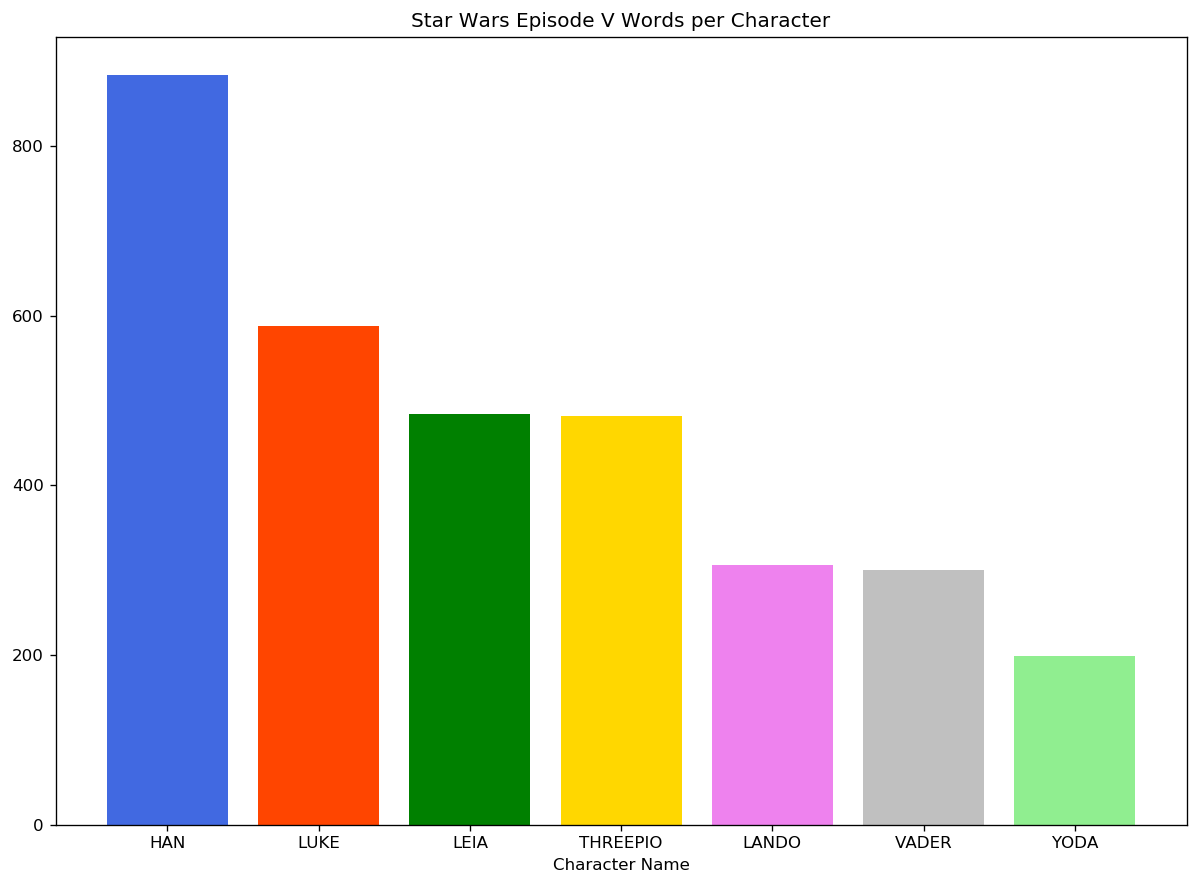 Star Wars Episode V Words per Character
800
600
400
200
0
HAN LUKE LEIA THREEPIO LANDO VADER YODA
Character Name